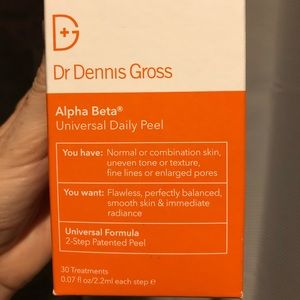 Dr Dennis Gross
Alpha Beta®
Universal Daily Peel
You have: Normal or combination skin,
uneven tone or texture,
fine lines or enlarged pores
You want: Flawless, perfectly balanced,
smooth skin & immediate
radiance
Universal Formula
2-Step Patented Peel
30 Treatments
0.07 fl oz/2.2ml each step ℮